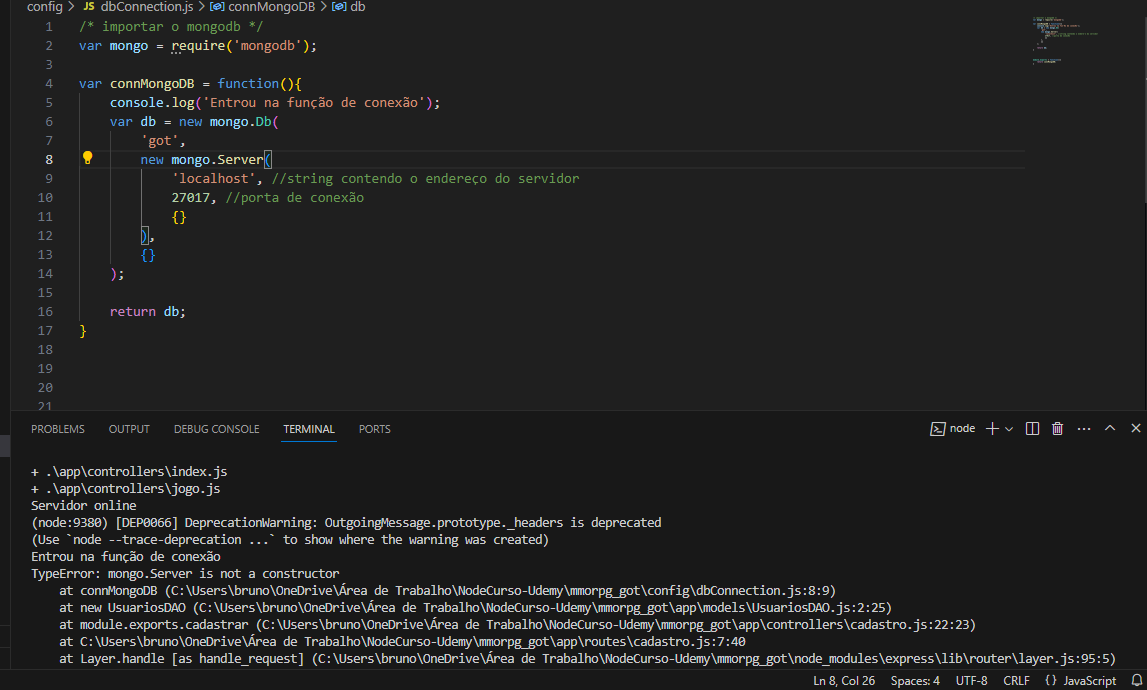 config > JS dbConnection.js > connMongoDB > db
1 /* importar o mongodb */
2 var mongo = require('mongodb');
3
4 var connMongoDB = function(){
5 console.log('Entrou na função de conexão');
6 var db = new mongo.Db(
7 'got',
8 new mongo.Server(
9 'localhost', //string contendo o endereço do servidor
10 27017, //porta de conexão
11 {}
12 ),
13 {}
14 );
15
16 return db;
17 }
18
19
20
21
PROBLEMS OUTPUT DEBUG CONSOLE TERMINAL PORTS node
+ .\app\controllers\index.js
+ .\app\controllers\jogo.js
Servidor online
(node:9380) [DEP0066] DeprecationWarning: OutgoingMessage.prototype._headers is deprecated
(Use `node --trace-deprecation ...` to show where the warning was created)
Entrou na função de conexão
TypeError: mongo.Server is not a constructor
at connMongoDB (C:\Users\bruno\OneDrive\Área de Trabalho\NodeCurso-Udemy\mmorpg_got\config\dbConnection.js:8:9)
at new UsuariosDAO (C:\Users\bruno\OneDrive\Área de Trabalho\NodeCurso-Udemy\mmorpg_got\app\models\UsuariosDAO.js:2:25)
at module.exports.cadastrar (C:\Users\bruno\OneDrive\Área de Trabalho\NodeCurso-Udemy\mmorpg_got\app\controllers\cadastro.js:22:23)
at C:\Users\bruno\OneDrive\Área de Trabalho\NodeCurso-Udemy\mmorpg_got\app\routes\cadastro.js:7:40
at Layer.handle [as handle_request] (C:\Users\bruno\OneDrive\Área de Trabalho\NodeCurso-Udemy\mmorpg_got\node_modules\express\lib\router\layer.js:95:5)
Ln 8, Col 26 Spaces: 4 UTF-8 CRLF {} JavaScript